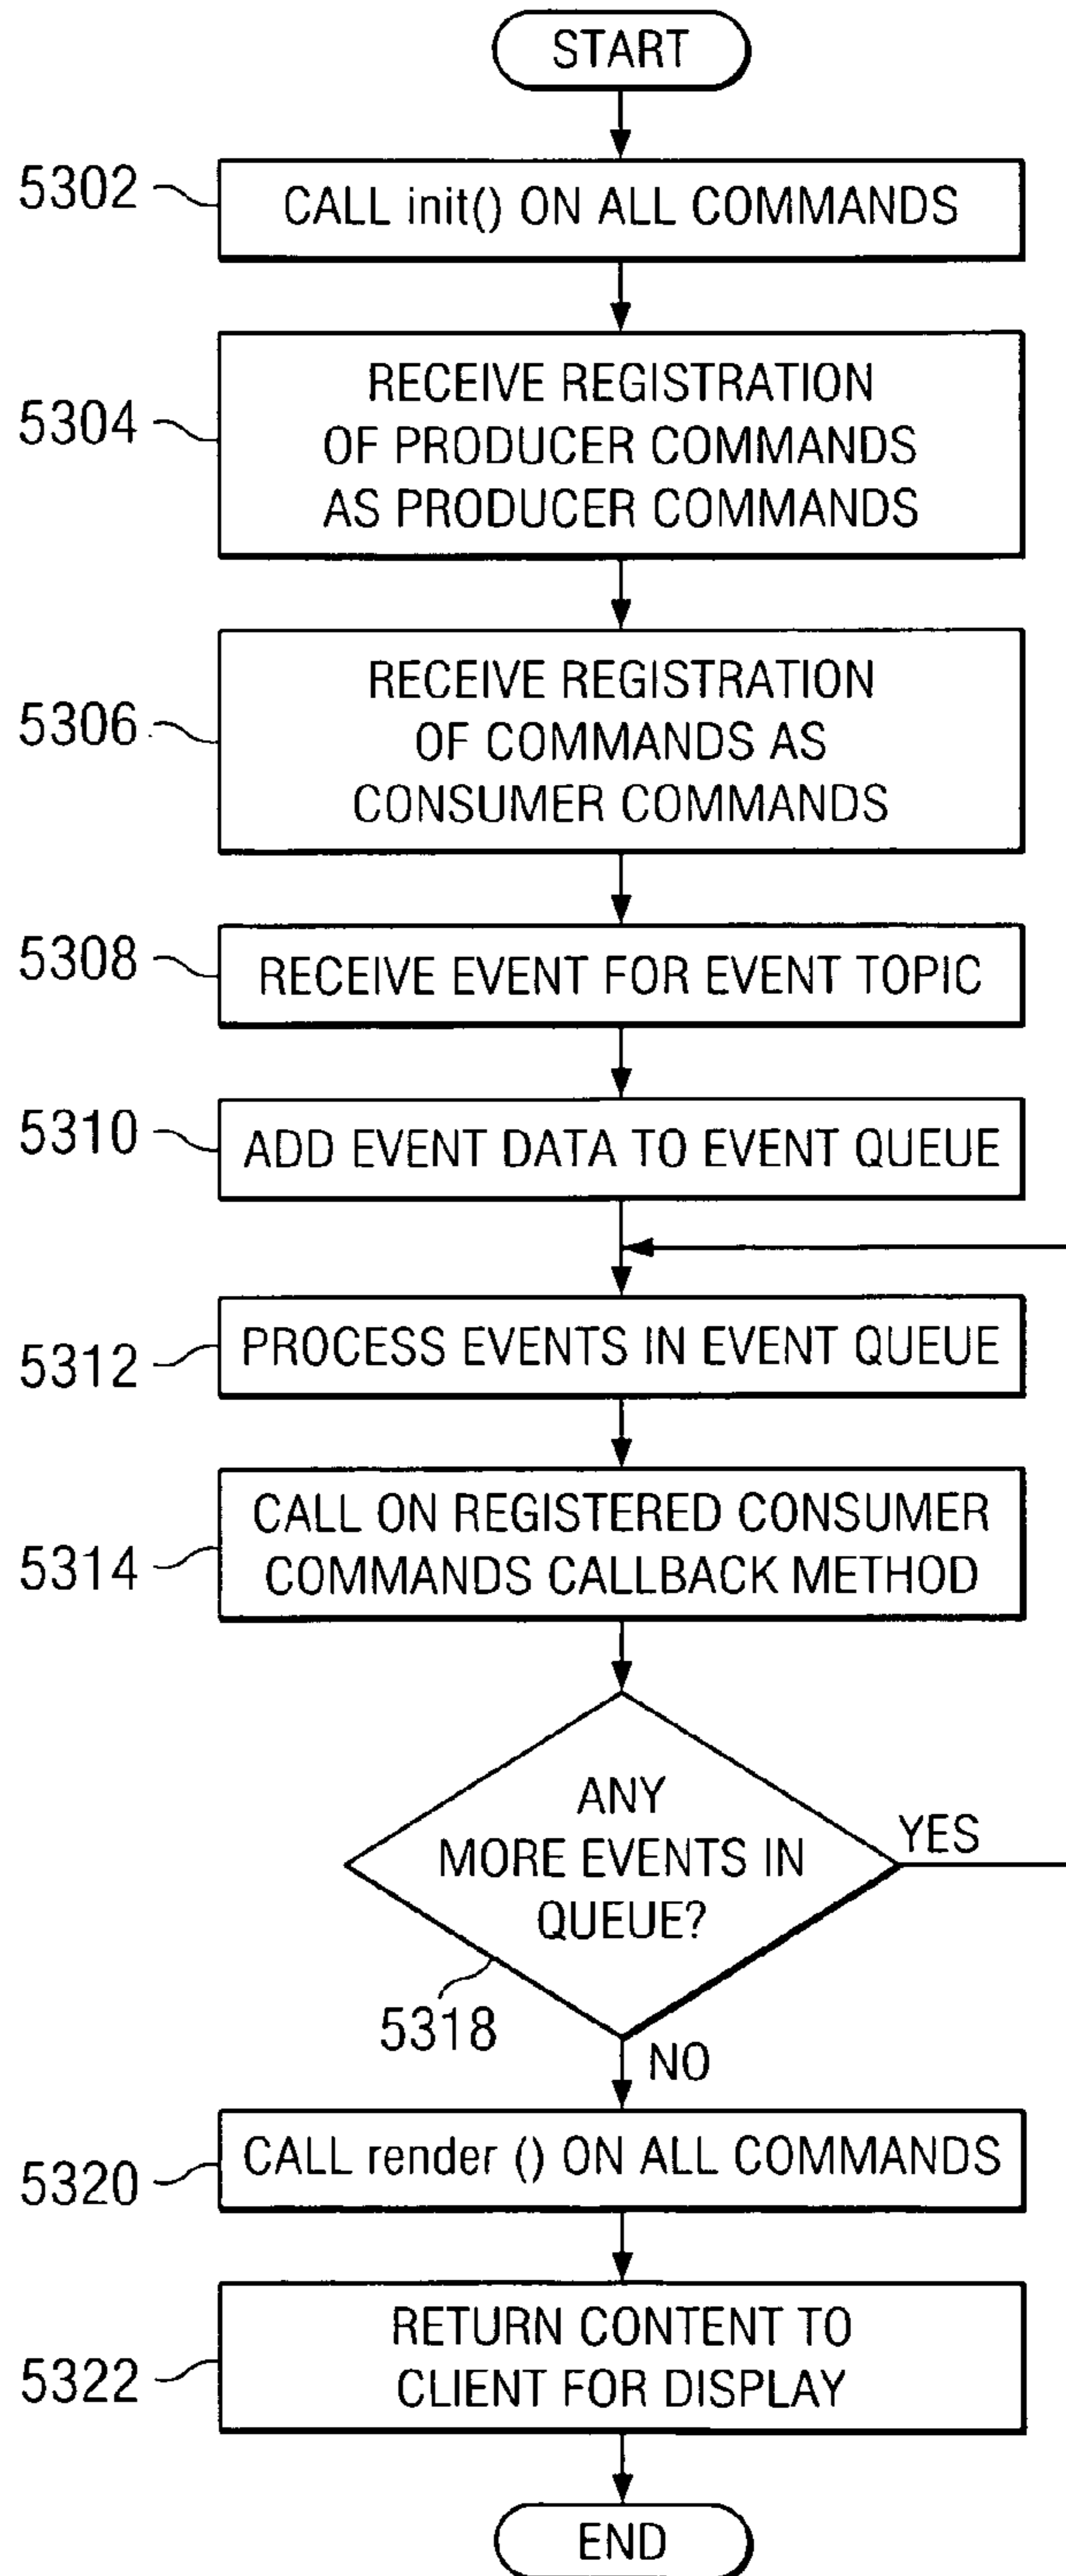 START
5302
CALL init() ON ALL COMMANDS
5304
RECEIVE REGISTRATION
OF PRODUCER COMMANDS
AS PRODUCER COMMANDS
5306
RECEIVE REGISTRATION
OF COMMANDS AS
CONSUMER COMMANDS
5308
RECEIVE EVENT FOR EVENT TOPIC
5310
ADD EVENT DATA TO EVENT QUEUE
5312
PROCESS EVENTS IN EVENT QUEUE
5314
CALL ON REGISTERED CONSUMER
COMMANDS CALLBACK METHOD
ANY
MORE EVENTS IN
QUEUE?
YES
5318
NO
5320
CALL render () ON ALL COMMANDS
5322
RETURN CONTENT TO
CLIENT FOR DISPLAY
END